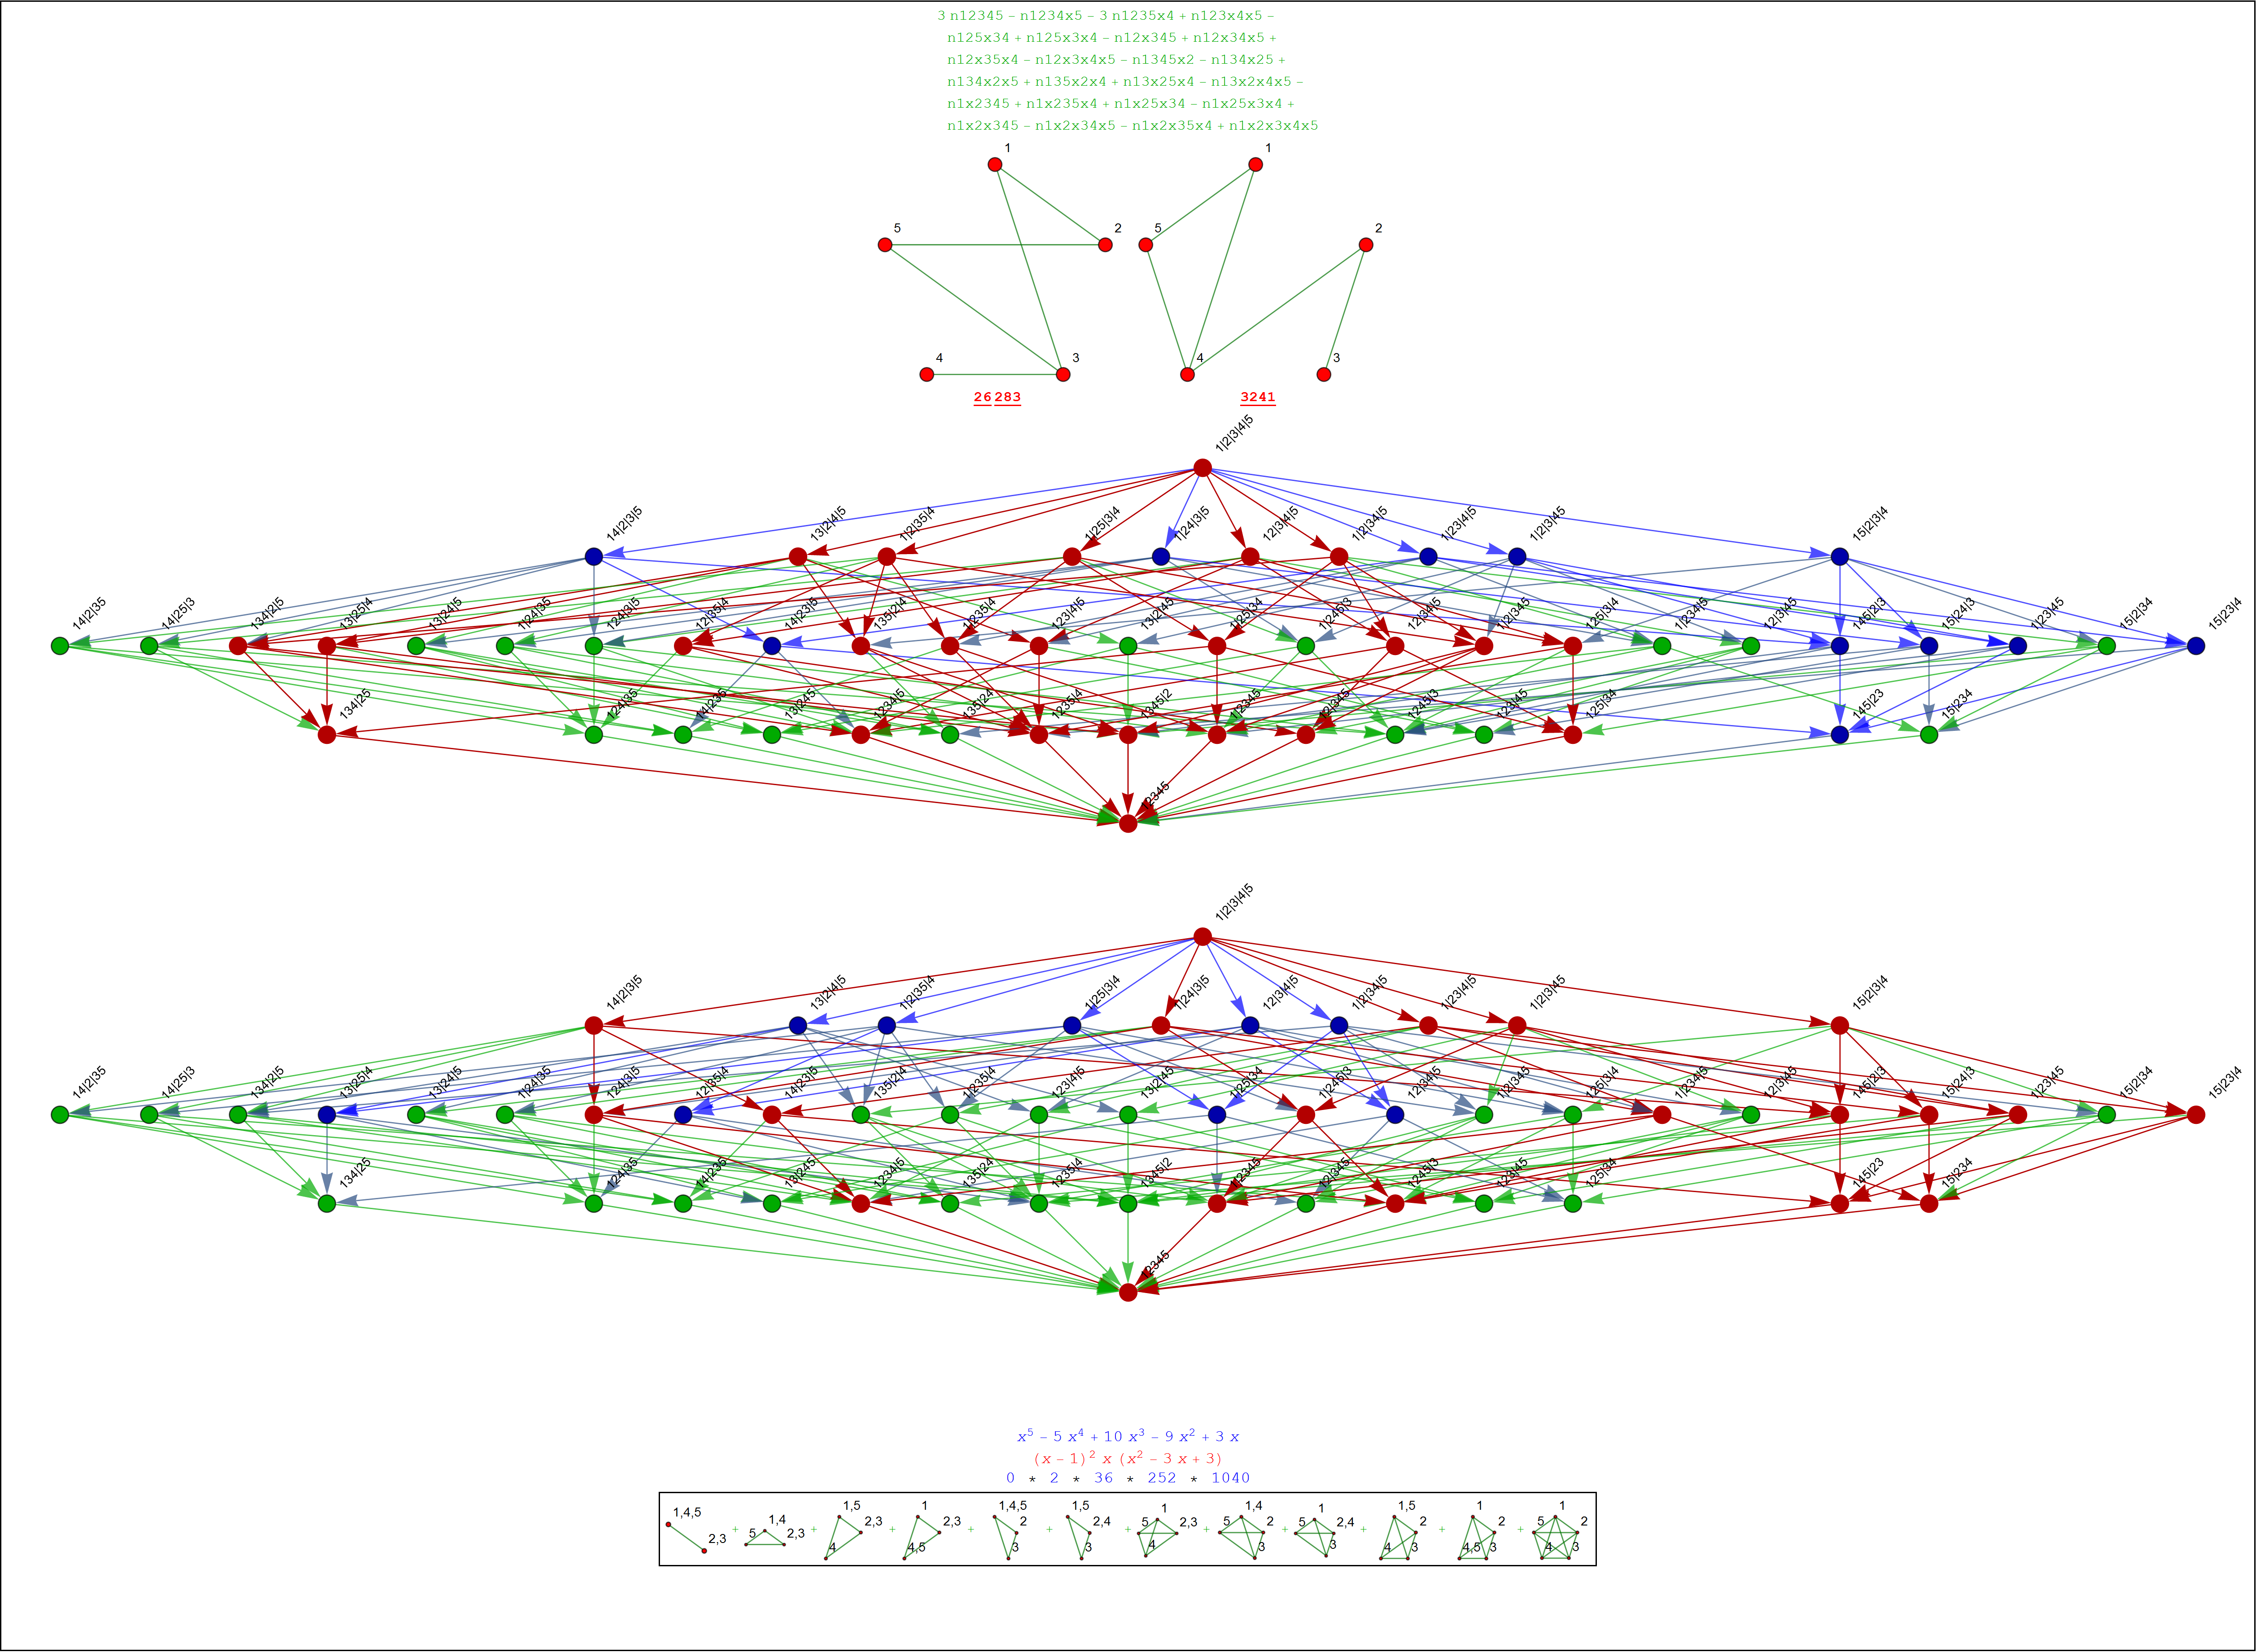 3 n12345 – n1234x5 – 3 n1235x4 + n123x4x5 –
n125x34 + n125x3x4 – n12x345 + n12x34x5 +
n12x35x4 – n12x3x4x5 – n1345x2 – n134x25 +
n134x2x5 + n135x2x4 + n13x25x4 – n13x2x4x5 –
n1x2345 + n1x235x4 + n1x25x34 – n1x25x3x4 +
n1x2x345 – n1x2x34x5 – n1x2x35x4 + n1x2x3x4x5
1 1
5 2 5 2
4 3 4 3
26 283 3241
1|2|3|4|5
14|2|3|5 13|2|4|5 1|2|35|4 1|25|3|4 1|24|3|5 12|3|4|5 1|2|34|5 1|23|4|5 1|2|3|45 15|2|3|4
14|2|35 14|25|3 134|2|5 13|25|4 13|24|5 1|24|35 124|3|5 12|35|4 14|23|5 135|2|4 1|235|4 123|4|5 13|2|45 1|25|34 1|245|3 12|34|5 1|2|345 125|3|4 1|234|5 12|3|45 145|2|3 15|24|3 1|23|45 15|2|34 15|23|4
134|25 124|35 14|235 13|245 1234|5 135|24 1235|4 1345|2 1|2345 12|345 1245|3 123|45 125|34 145|23 15|234
12345
1|2|3|4|5
14|2|3|5 13|2|4|5 1|2|35|4 1|25|3|4 1|24|3|5 12|3|4|5 1|2|34|5 1|23|4|5 1|2|3|45 15|2|3|4
14|2|35 14|25|3 134|2|5 13|25|4 13|24|5 1|24|35 124|3|5 12|35|4 14|23|5 135|2|4 1|235|4 123|4|5 13|2|45 1|25|34 1|245|3 12|34|5 1|2|345 125|3|4 1|234|5 12|3|45 145|2|3 15|24|3 1|23|45 15|2|34 15|23|4
134|25 124|35 14|235 13|245 1234|5 135|24 1235|4 1345|2 1|2345 12|345 1245|3 123|45 125|34 145|23 15|234
12345
x⁵ – 5 x⁴ + 10 x³ – 9 x² + 3 x
(x – 1)² x (x² – 3 x + 3)
0 * 2 * 36 * 252 * 1040
1,4,5 2,3 + 1,4 5 2,3 + 1,5 2,3 4 + 1 2,3 4,5 + 1,4,5 2 3 + 1,5 2,4 3 + 1 5 2,3 4 + 1,4 5 2 3 + 1 5 2,4 3 + 1,5 2 4 3 + 1 2 4,5 3 + 1 5 2 4 3